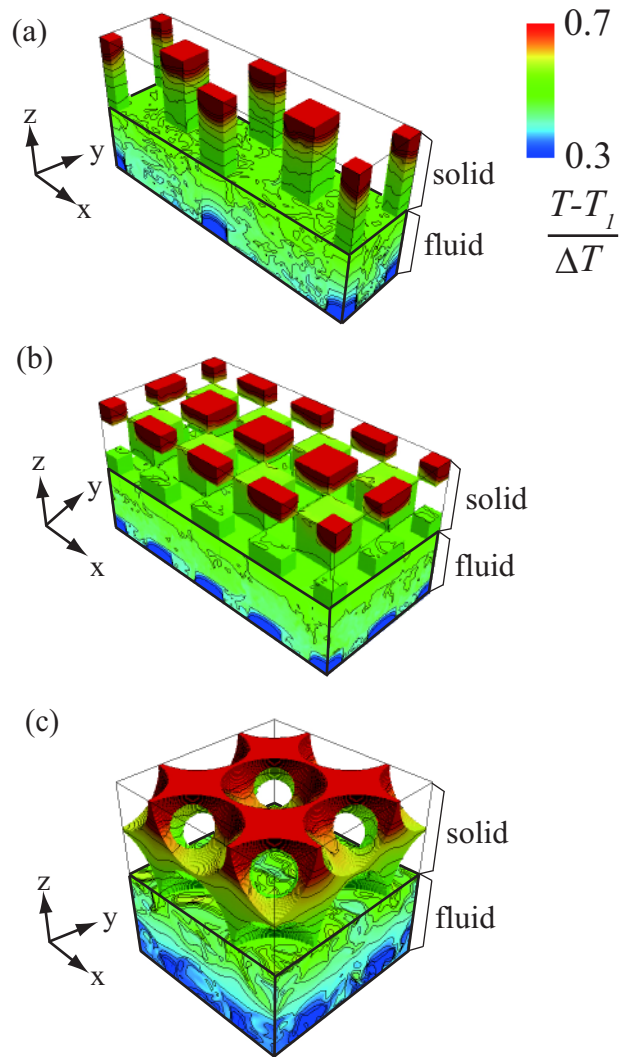 (a)
z
y
x
solid
fluid
0.7
0.3
T-T₁
ΔT
(b)
z
y
x
solid
fluid
(c)
z
y
x
solid
fluid